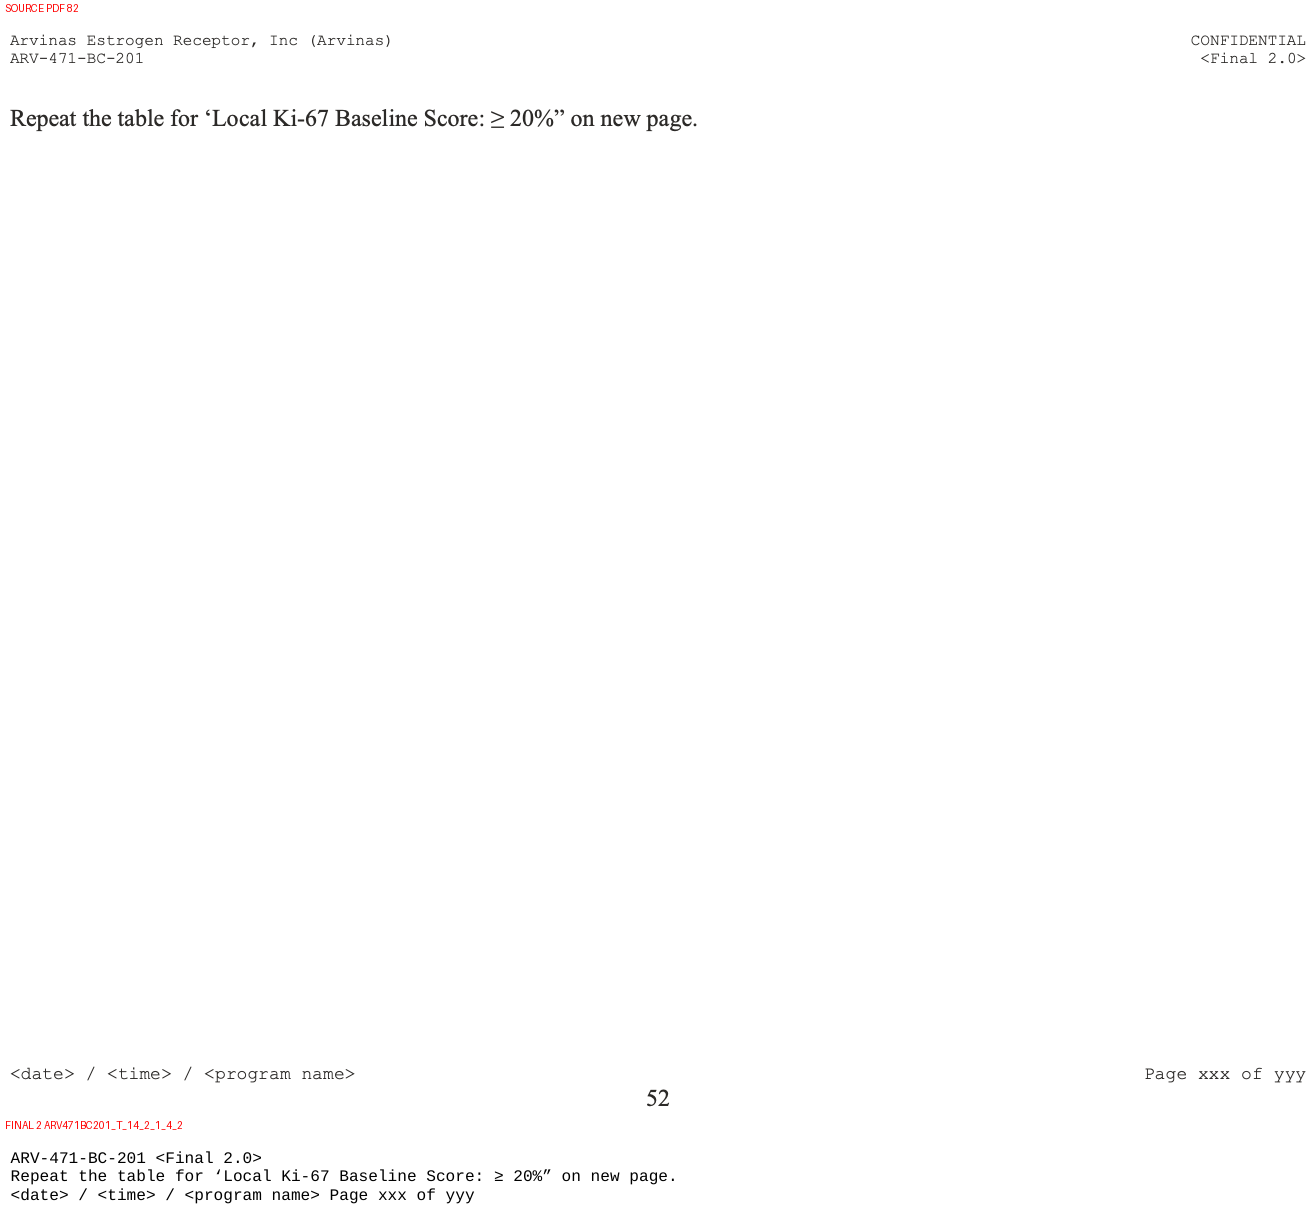 SOURCE PDF 82
Arvinas Estrogen Receptor, Inc (Arvinas) CONFIDENTIAL
ARV-471-BC-201 <Final 2.0>
Repeat the table for ‘Local Ki-67 Baseline Score: ≥ 20%” on new page.
<date> / <time> / <program name> Page xxx of yyy
52
FINAL 2 ARV471BC201_T_14_2_1_4_2
ARV-471-BC-201 <Final 2.0>
Repeat the table for ‘Local Ki-67 Baseline Score: ≥ 20%” on new page.
<date> / <time> / <program name> Page xxx of yyy